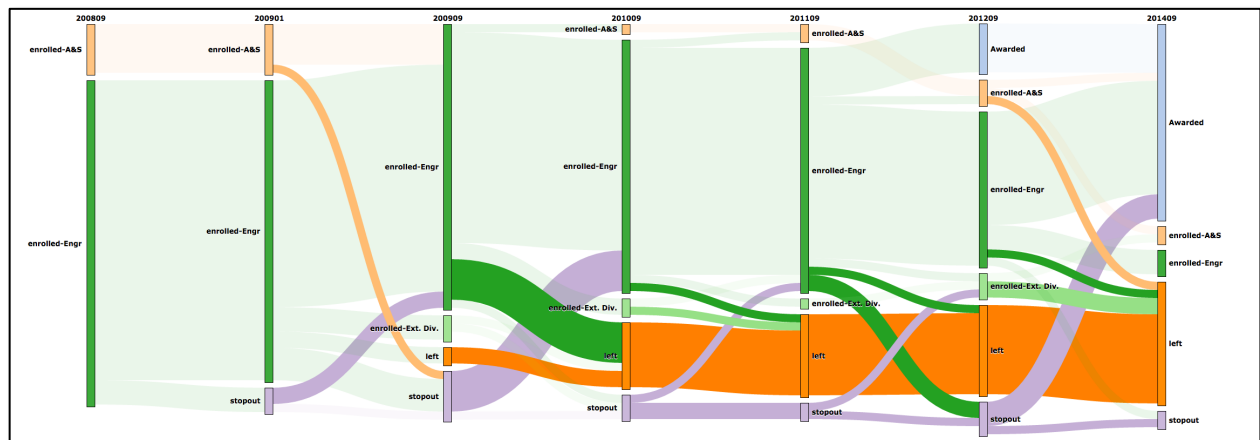 200809
200901
200909
201009
201109
201209
201409
enrolled-A&S
enrolled-Engr
enrolled-A&S
enrolled-Engr
stopout
enrolled-Engr
enrolled-Ext. Div.
left
stopout
enrolled-A&S
enrolled-Engr
enrolled-Ext. Div.
left
stopout
enrolled-A&S
enrolled-Engr
enrolled-Ext. Div.
left
stopout
Awarded
enrolled-A&S
enrolled-Engr
enrolled-Ext. Div.
left
stopout
Awarded
enrolled-A&S
enrolled-Engr
left
stopout